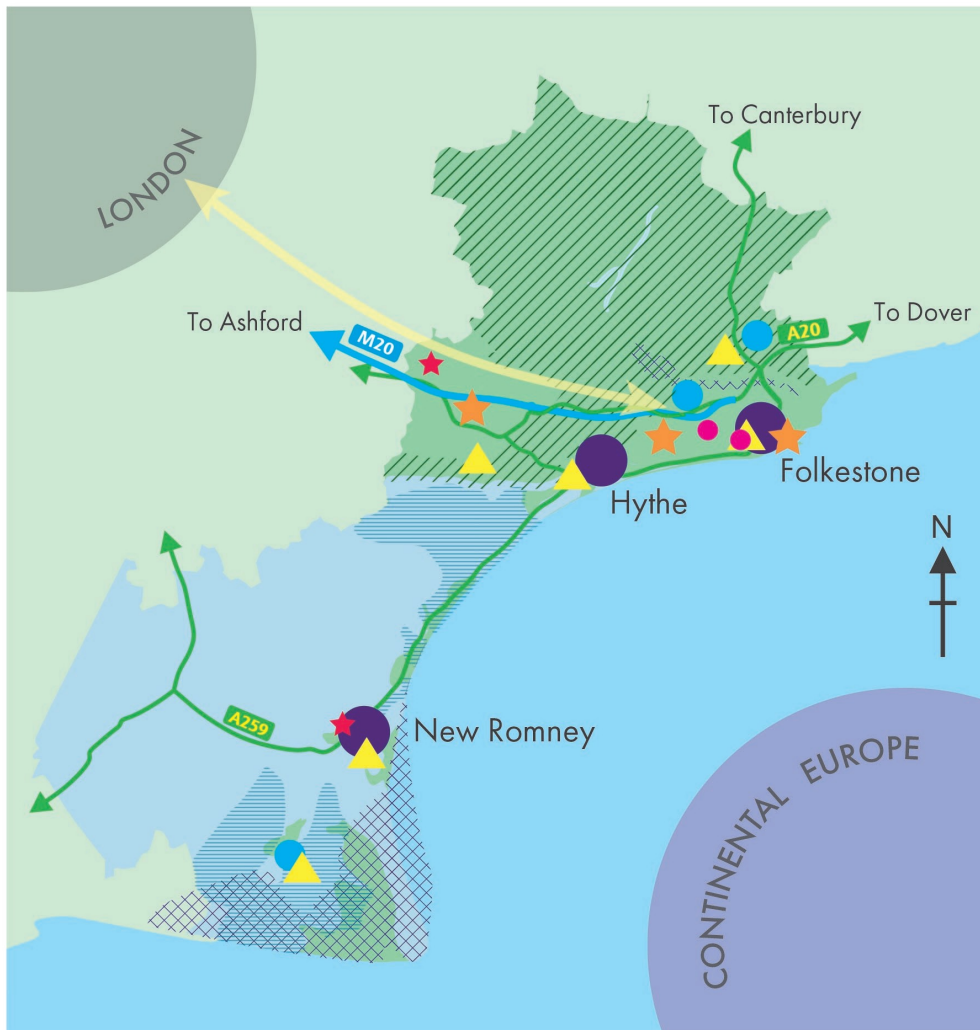 To Canterbury
LONDON
To Dover
A20
To Ashford
M20
Folkestone
Hythe
N
A259
New Romney
CONTINENTAL EUROPE